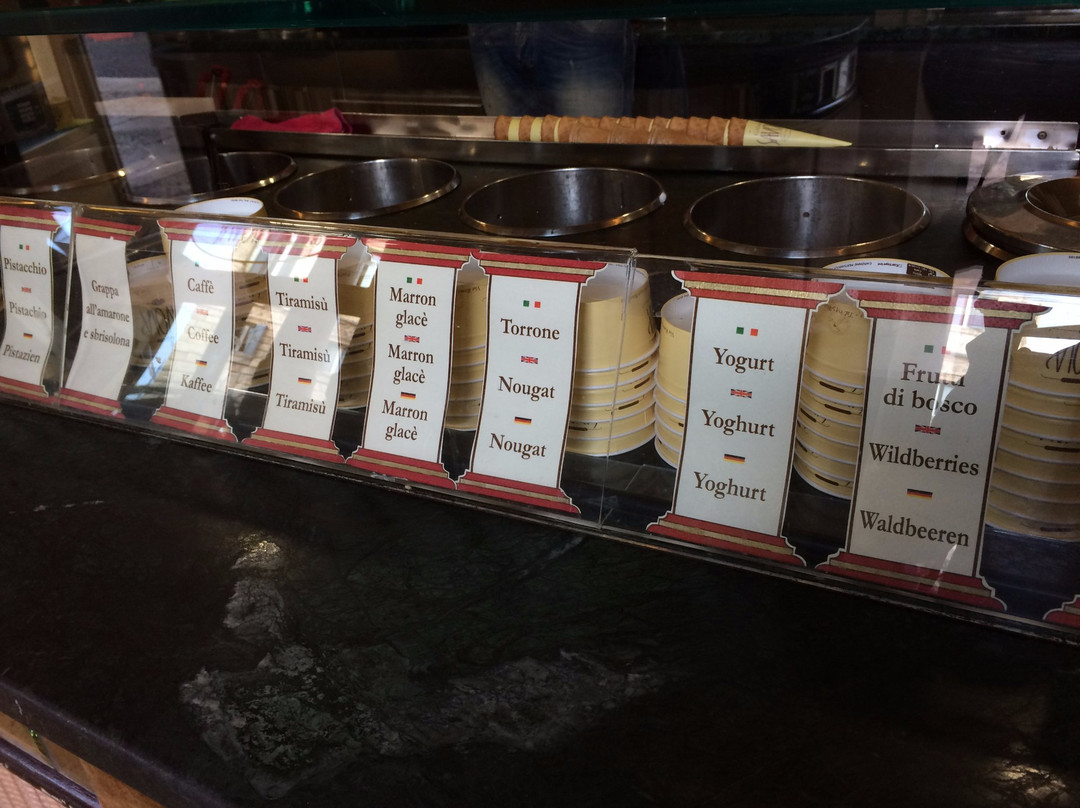 Pistacchio
Pistachio
Pistazien
Grappa
all'amarone
e sbrisolona
Caffè
Coffee
Kaffee
Tiramisù
Tiramisù
Tiramisù
Marron
glacè
Marron
glacè
Marron
glacè
Torrone
Nougat
Nougat
Yogurt
Yoghurt
Yoghurt
Frutti
di bosco
Wildberries
Waldbeeren